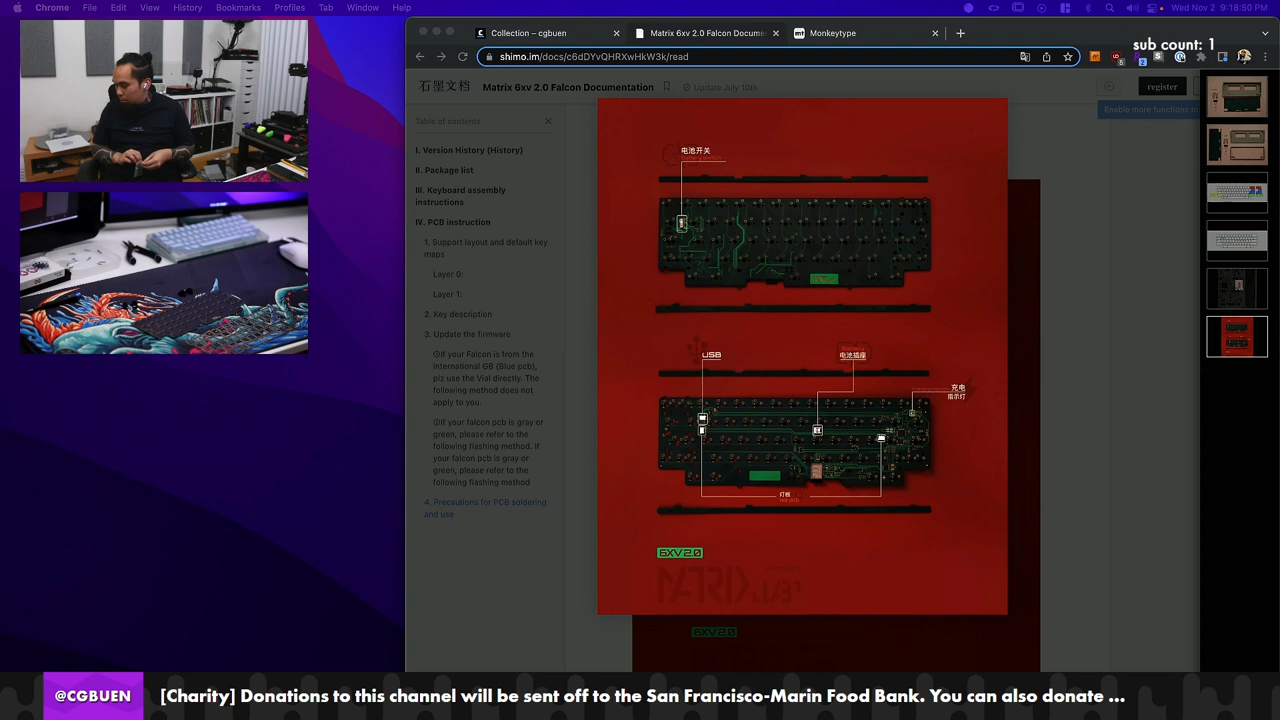 Chrome File Edit View History Bookmarks Profiles Tab Window Help
Wed Nov 2 9:18:50 PM
sub count: 1
Collection – cgbuen
Matrix 6xv 2.0 Falcon Docume
Monkeytype
shimo.im/docs/c6dDYvQHRXwHkW3k/read
石墨文档
Matrix 6xv 2.0 Falcon Documentation
Update July 10th
register
Enable more functions to
Table of contents
I. Version History (History)
II. Package list
III. Keyboard assembly
instructions
IV. PCB instruction
1. Support layout and default key
maps
Layer 0:
Layer 1:
2. Key description
3. Update the firmware
①If your Falcon is from the
international GB (Blue pcb),
plz use the Vial directly. The
following method does not
apply to you.
②If your falcon pcb is gray or
green, please refer to the
following flashing method. If
your falcon pcb is gray or
green, please refer to the
following flashing method
4. Precautions for PCB soldering
and use
电池开关
USB
Battery
电池插座
充电
指示灯
灯板
6XV2.0
MATRIX LAB
6XV2.0
@CGBUEN
[Charity] Donations to this channel will be sent off to the San Francisco-Marin Food Bank. You can also donate ...